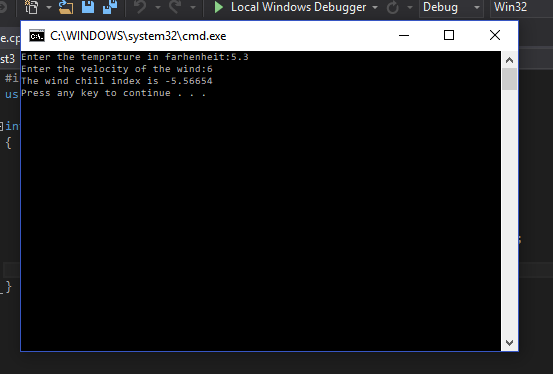 Local Windows Debugger Debug Win32
C:\WINDOWS\system32\cmd.exe
e.cp
st3
Enter the temprature in farhenheit:5.3
Enter the velocity of the wind:6
The wind chill index is -5.56654
Press any key to continue . . .
#i
us
in
{
;
}